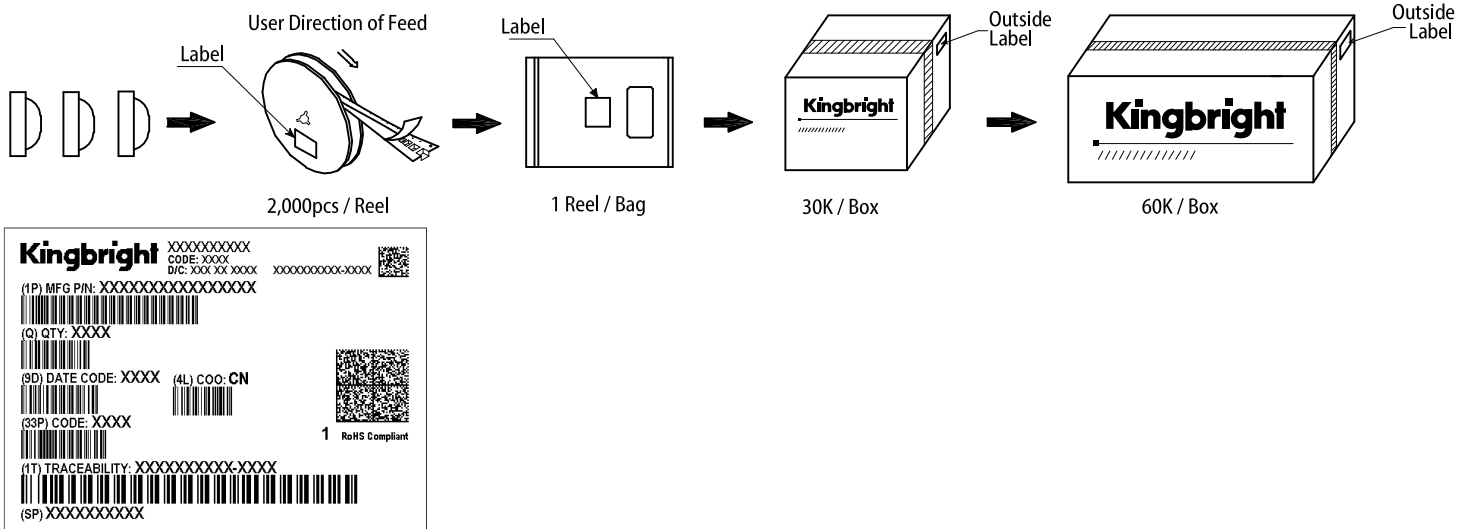 User Direction of Feed
Label
2,000pcs / Reel
Label
1 Reel / Bag
Outside
Label
Kingbright
30K / Box
Outside
Label
Kingbright
60K / Box
Kingbright
XXXXXXXXXX
CODE: XXXX
D/C: XXX XX XXXX XXXXXXXXXX-XXXX
(1P) MFG P/N: XXXXXXXXXXXXXXXX
(Q) QTY: XXXX
(9D) DATE CODE: XXXX (4L) COO: CN
(33P) CODE: XXXX
1 RoHS Compliant
(1T) TRACEABILITY: XXXXXXXXXX-XXXX
(SP) XXXXXXXXXX